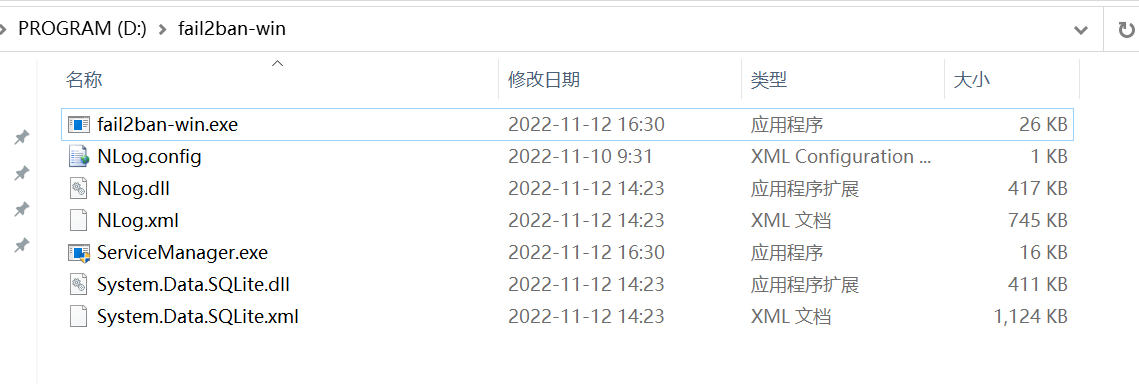 PROGRAM (D:) fail2ban-win
名称 修改日期 类型 大小
fail2ban-win.exe 2022-11-12 16:30 应用程序 26 KB
NLog.config 2022-11-10 9:31 XML Configuration ... 1 KB
NLog.dll 2022-11-12 14:23 应用程序扩展 417 KB
NLog.xml 2022-11-12 14:23 XML 文档 745 KB
ServiceManager.exe 2022-11-12 16:30 应用程序 16 KB
System.Data.SQLite.dll 2022-11-12 14:23 应用程序扩展 411 KB
System.Data.SQLite.xml 2022-11-12 14:23 XML 文档 1,124 KB